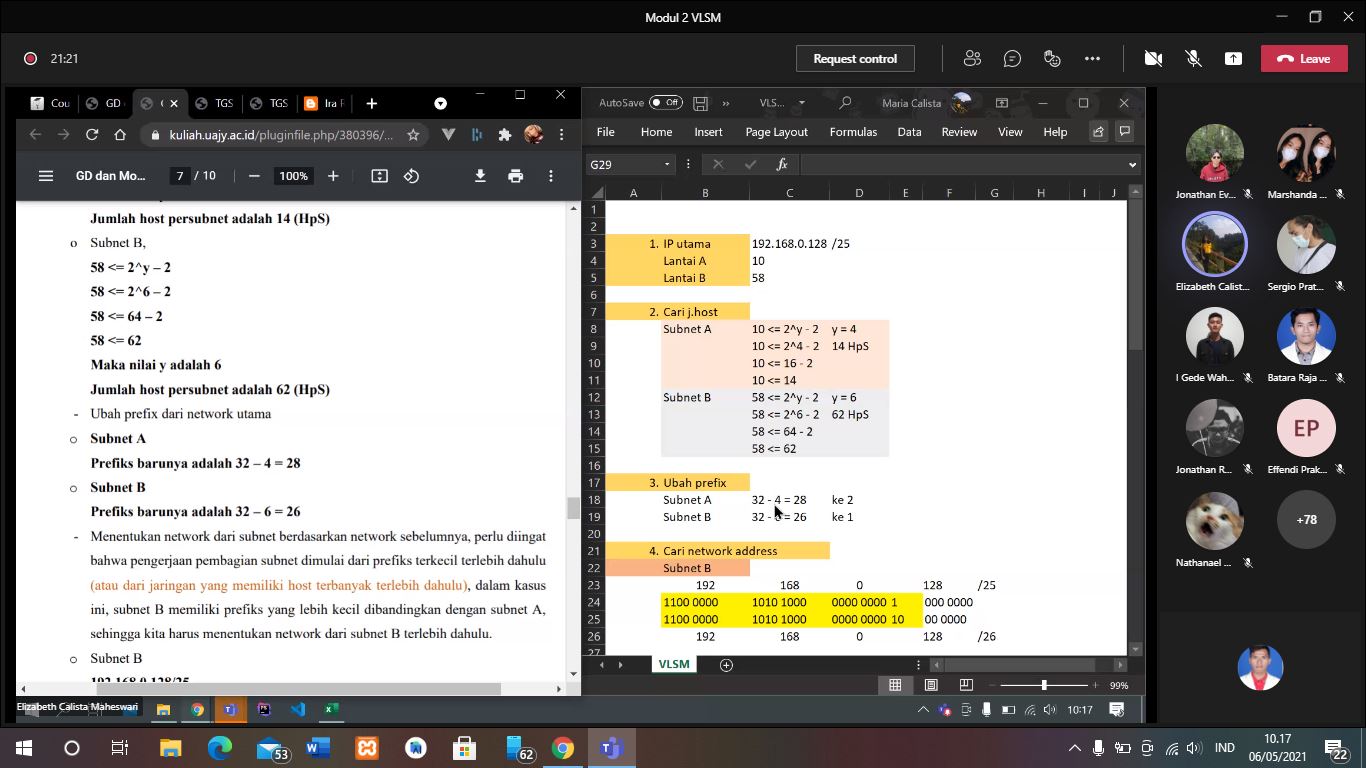 Modul 2 VLSM
21:21
Request control
Leave
Cou
GD
TGS
TGS
Ira
kuliah.uajy.ac.id/pluginfile.php/380396/...
GD dan Mo...
7 / 10
100%
Jumlah host persubnet adalah 14 (HpS)
o Subnet B,
58 <= 2^y – 2
58 <= 2^6 – 2
58 <= 64 – 2
58 <= 62
Maka nilai y adalah 6
Jumlah host persubnet adalah 62 (HpS)
- Ubah prefix dari network utama
o Subnet A
Prefiks barunya adalah 32 – 4 = 28
o Subnet B
Prefiks barunya adalah 32 – 6 = 26
- Menentukan network dari subnet berdasarkan network sebelumnya, perlu diingat
bahwa pengerjaan pembagian subnet dimulai dari prefiks terkecil terlebih dahulu
(atau dari jaringan yang memiliki host terbanyak terlebih dahulu), dalam kasus
ini, subnet B memiliki prefiks yang lebih kecil dibandingkan dengan subnet A,
sehingga kita harus menentukan network dari subnet B terlebih dahulu.
o Subnet B
192.168.0.128/25
Elizabeth Calista Maheswari
AutoSave Off
VLS...
Maria Calista
File Home Insert Page Layout Formulas Data Review View Help
G29
fx
A B C D E F G H I J
1
2
3 1. IP utama 192.168.0.128 /25
4 Lantai A 10
5 Lantai B 58
6
7 2. Cari j.host
8 Subnet A 10 <= 2^y - 2 y = 4
9 10 <= 2^4 - 2 14 HpS
10 10 <= 16 - 2
11 10 <= 14
12 Subnet B 58 <= 2^y - 2 y = 6
13 58 <= 2^6 - 2 62 HpS
14 58 <= 64 - 2
15 58 <= 62
16
17 3. Ubah prefix
18 Subnet A 32 - 4 = 28 ke 2
19 Subnet B 32 - 6 = 26 ke 1
20
21 4. Cari network address
22 Subnet B
23 192 168 0 128 /25
24 1100 0000 1010 1000 0000 0000 1 000 0000
25 1100 0000 1010 1000 0000 0000 10 00 0000
26 192 168 0 128 /26
27
VLSM
99%
10:17
Jonathan Ev...
Marshanda ...
Elizabeth Calist...
Sergio Prat...
I Gede Wah...
Batara Raja ...
Jonathan R...
EP
Effendi Prak...
Nathanael ...
+78
53
62
IND
10.17
06/05/2021
22